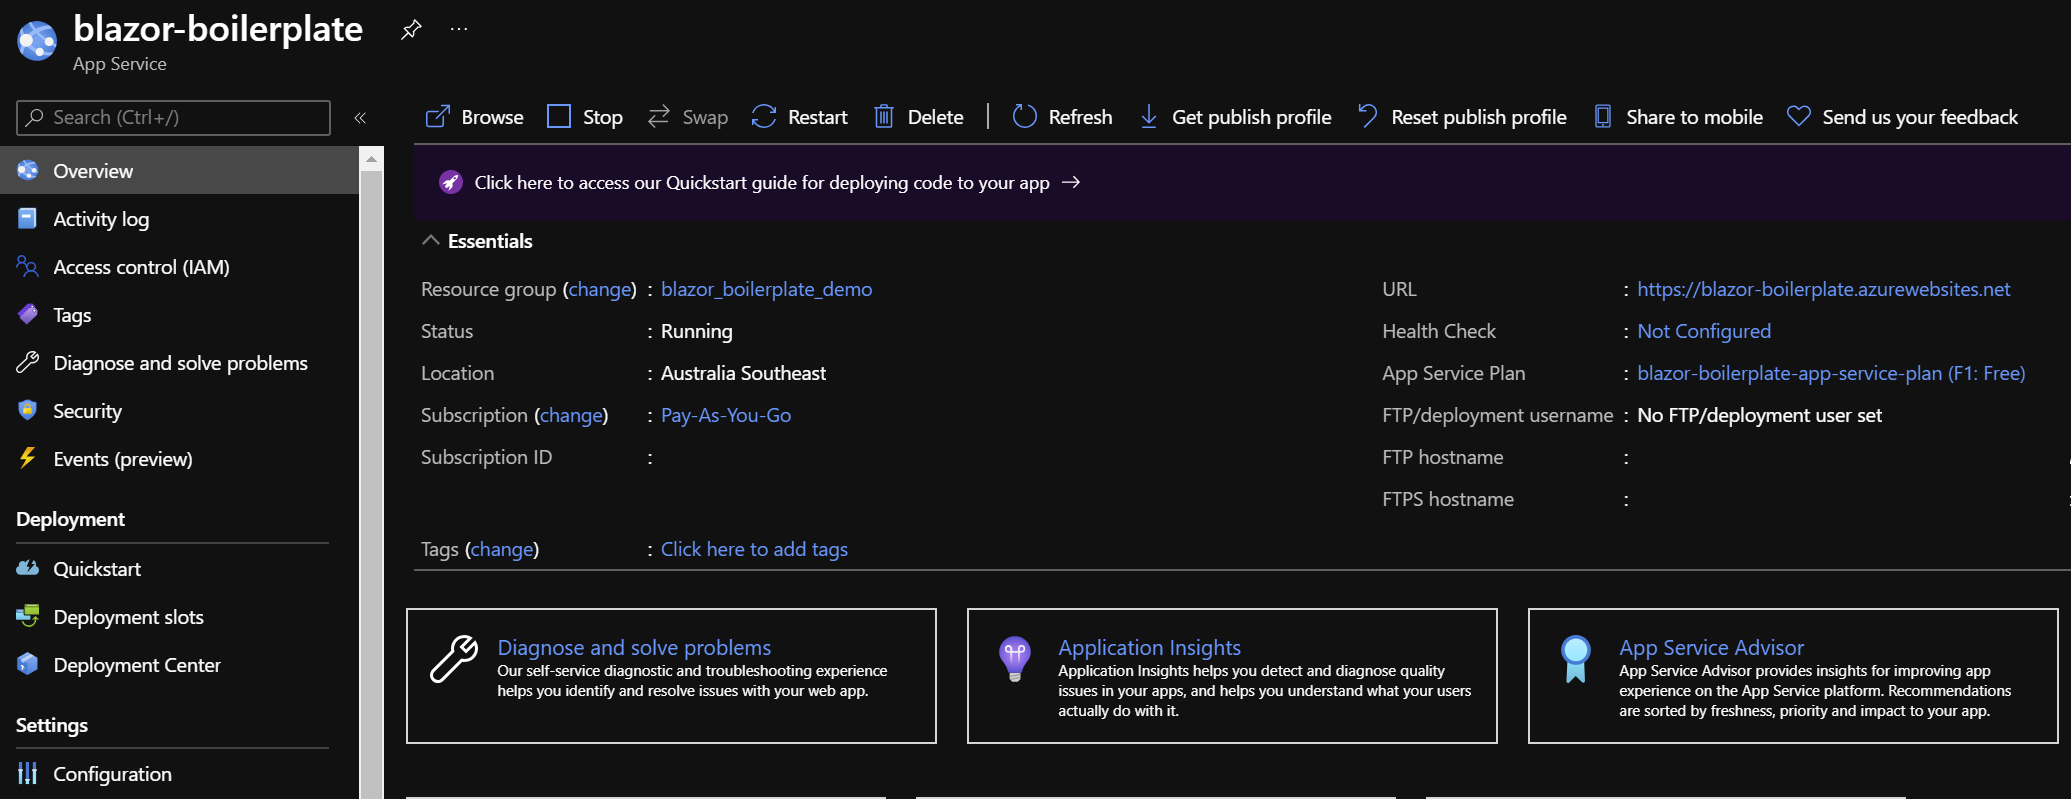 blazor-boilerplate
App Service
Search (Ctrl+/)
Overview
Activity log
Access control (IAM)
Tags
Diagnose and solve problems
Security
Events (preview)
Deployment
Quickstart
Deployment slots
Deployment Center
Settings
Configuration
Browse Stop Swap Restart Delete Refresh Get publish profile Reset publish profile Share to mobile Send us your feedback
Click here to access our Quickstart guide for deploying code to your app →
Essentials
Resource group (change) : blazor_boilerplate_demo
Status : Running
Location : Australia Southeast
Subscription (change) : Pay-As-You-Go
Subscription ID :
URL : https://blazor-boilerplate.azurewebsites.net
Health Check : Not Configured
App Service Plan : blazor-boilerplate-app-service-plan (F1: Free)
FTP/deployment username : No FTP/deployment user set
FTP hostname :
FTPS hostname :
Tags (change) : Click here to add tags
Diagnose and solve problems
Our self-service diagnostic and troubleshooting experience
helps you identify and resolve issues with your web app.
Application Insights
Application Insights helps you detect and diagnose quality
issues in your apps, and helps you understand what your users
actually do with it.
App Service Advisor
App Service Advisor provides insights for improving app
experience on the App Service platform. Recommendations
are sorted by freshness, priority and impact to your app.